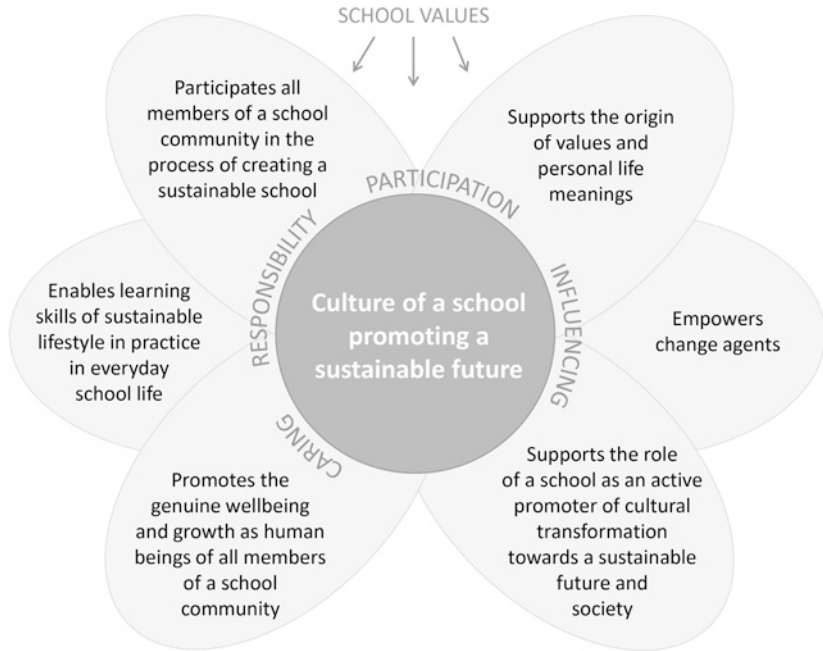 SCHOOL VALUES
Participates all
members of a school
community in the
process of creating a
sustainable school
Supports the origin
of values and
personal life
meanings
PARTICIPATION
RESPONSIBILITY
INFLUENCING
CARING
Culture of a school
promoting a
sustainable future
Enables learning
skills of sustainable
lifestyle in practice
in everyday
school life
Empowers
change agents
Promotes the
genuine wellbeing
and growth as human
beings of all members
of a school
community
Supports the role
of a school as an active
promoter of cultural
transformation
towards a sustainable
future and
society